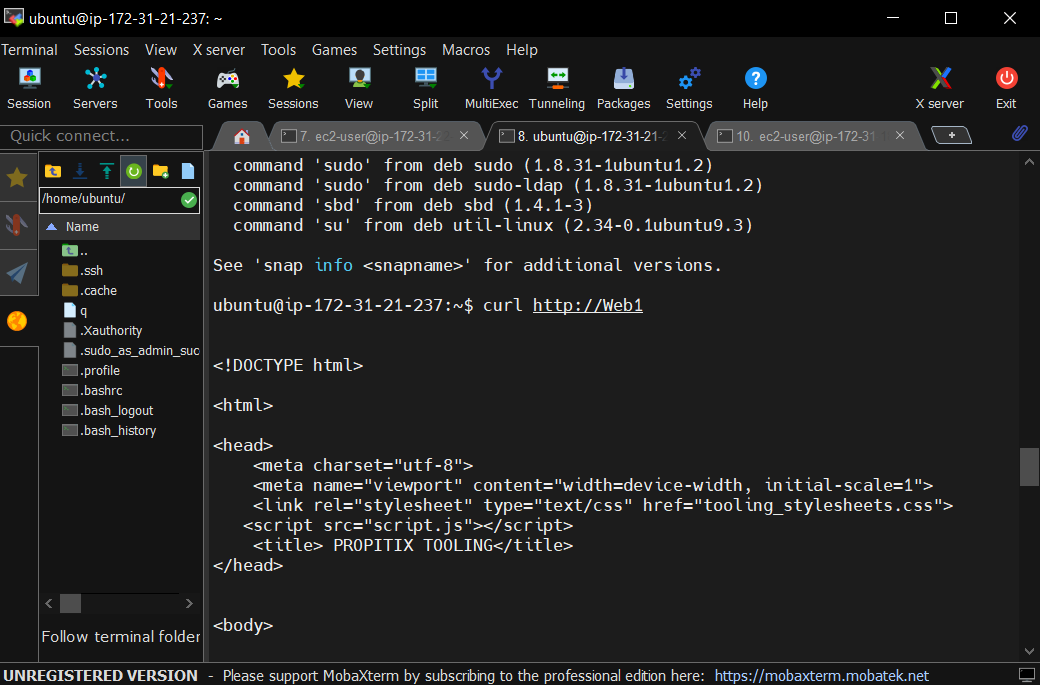 ubuntu@ip-172-31-21-237: ~
Terminal Sessions View X server Tools Games Settings Macros Help
Session Servers Tools Games Sessions View Split MultiExec Tunneling Packages Settings Help X server Exit
Quick connect...
7. ec2-user@ip-172-31-2 8. ubuntu@ip-172-31-21-2 10. ec2-user@ip-172-31
/home/ubuntu/
Name
..
.ssh
.cache
q
.Xauthority
.sudo_as_admin_suc
.profile
.bashrc
.bash_logout
.bash_history
Follow terminal folder
command 'sudo' from deb sudo (1.8.31-1ubuntu1.2)
command 'sudo' from deb sudo-ldap (1.8.31-1ubuntu1.2)
command 'sbd' from deb sbd (1.4.1-3)
command 'su' from deb util-linux (2.34-0.1ubuntu9.3)
See 'snap info <snapname>' for additional versions.
ubuntu@ip-172-31-21-237:~$ curl http://Web1
<!DOCTYPE html>
<html>
<head>
<meta charset="utf-8">
<meta name="viewport" content="width=device-width, initial-scale=1">
<link rel="stylesheet" type="text/css" href="tooling_stylesheets.css">
<script src="script.js"></script>
<title> PROPITIX TOOLING</title>
</head>
<body>
UNREGISTERED VERSION - Please support MobaXterm by subscribing to the professional edition here: https://mobaxterm.mobatek.net